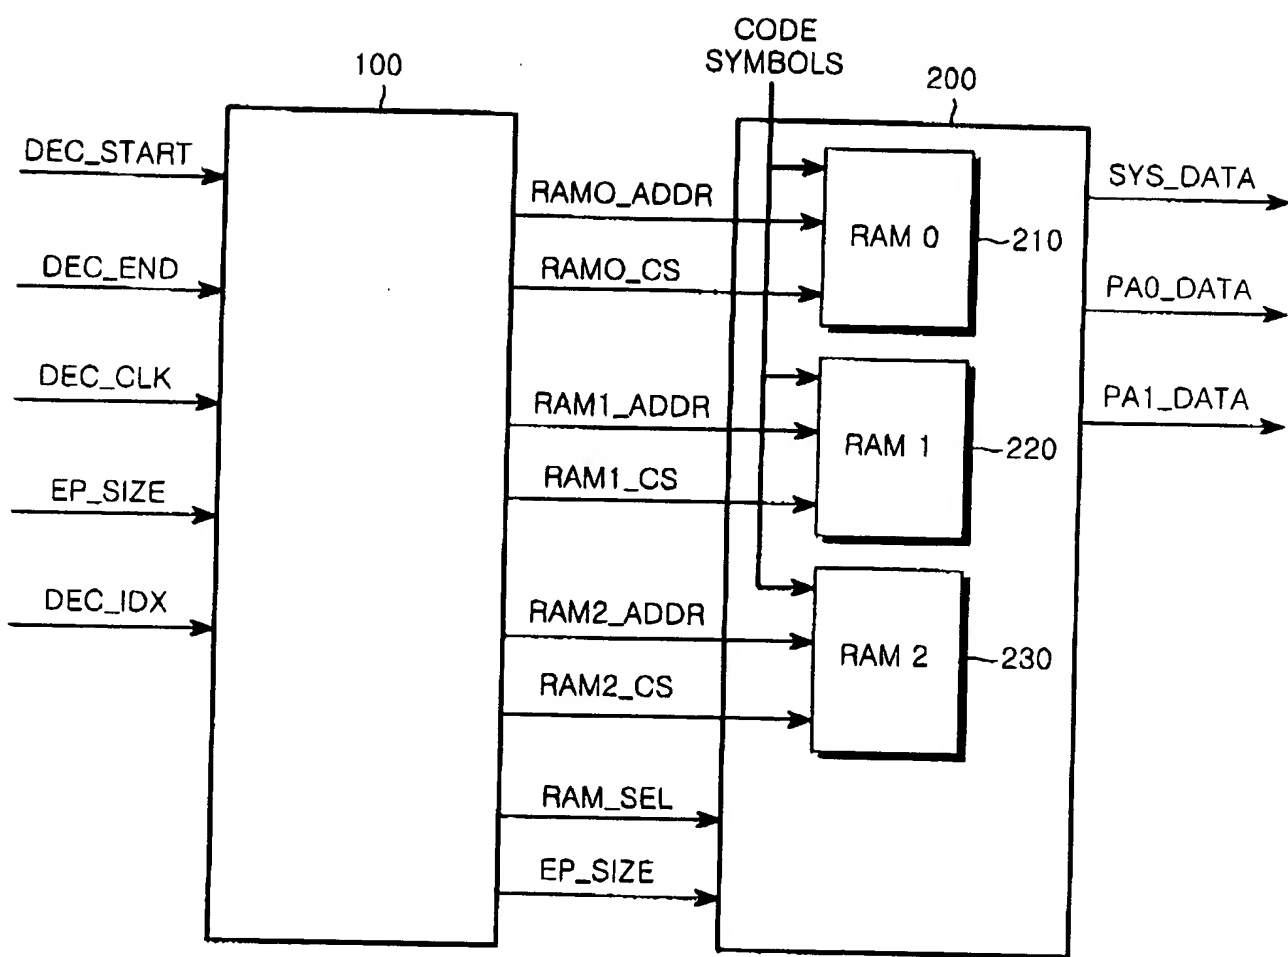 CODE
SYMBOLS
100
200
DEC_START
DEC_END
DEC_CLK
EP_SIZE
DEC_IDX
RAMO_ADDR
RAMO_CS
RAM1_ADDR
RAM1_CS
RAM2_ADDR
RAM2_CS
RAM_SEL
EP_SIZE
RAM 0
210
RAM 1
220
RAM 2
230
SYS_DATA
PA0_DATA
PA1_DATA